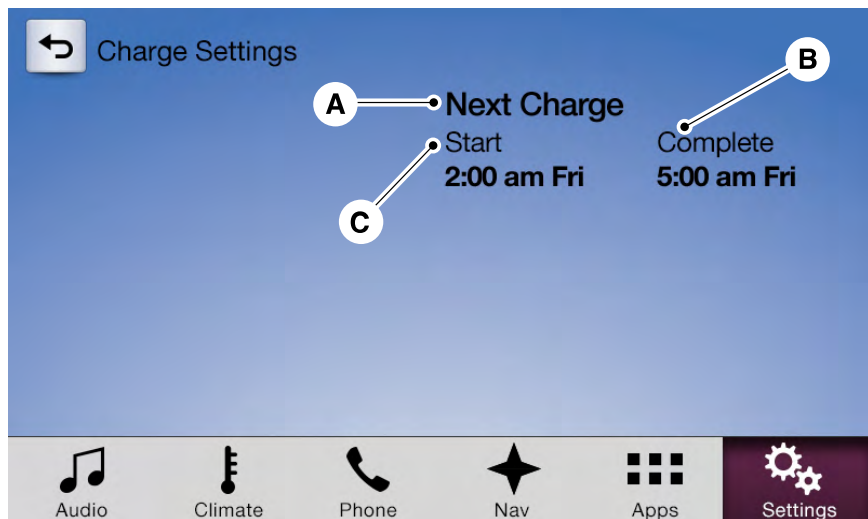 Charge Settings
B
A
Next Charge
Start Complete
2:00 am Fri 5:00 am Fri
C
Audio Climate Phone Nav Apps Settings